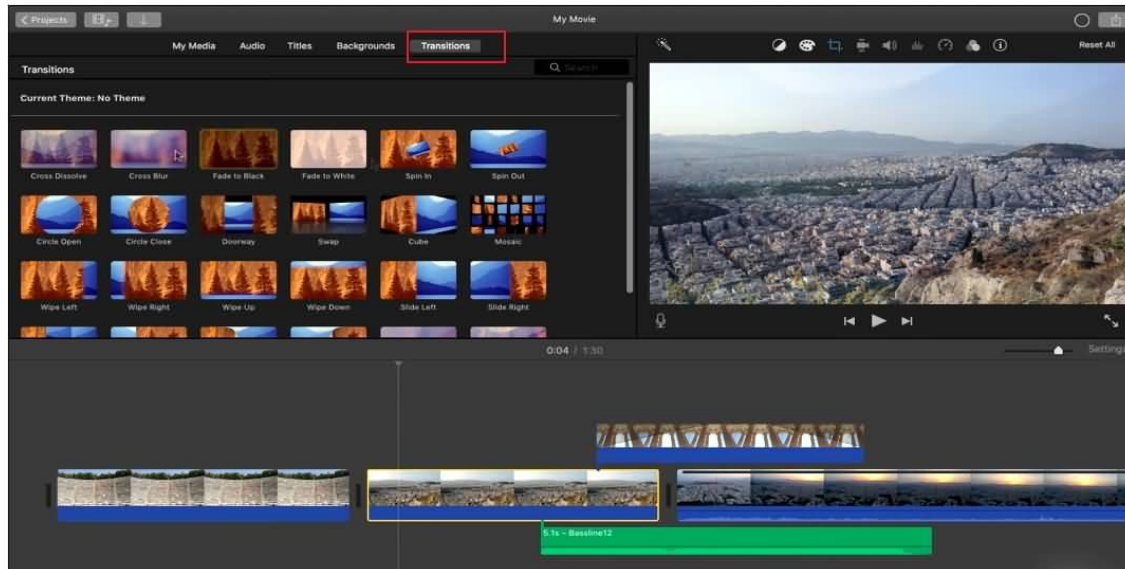 Projects
My Movie
My Media Audio Titles Backgrounds Transitions
Reset All
Transitions
Search
Current Theme: No Theme
Cross Dissolve Cross Blur Fade to Black Fade to White Spin In Spin Out
Circle Open Circle Close Doorway Swap Cube Mosaic
Wipe Left Wipe Right Wipe Up Wipe Down Slide Left Slide Right
0:04 / 1:30
Settings
5.1s – Bassline12